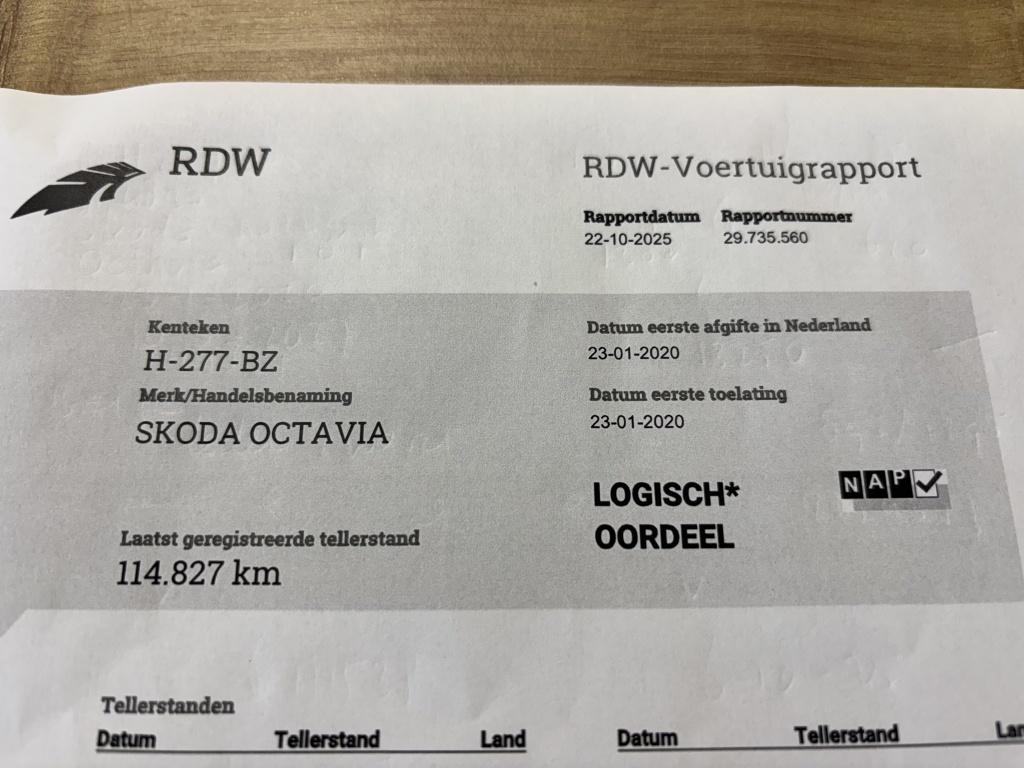 RDW
RDW-Voertuigrapport
Rapportdatum Rapportnummer
22-10-2025 29.735.560
Kenteken
H-277-BZ
Merk/Handelsbenaming
SKODA OCTAVIA
Laatst geregistreerde tellerstand
114.827 km
Datum eerste afgifte in Nederland
23-01-2020
Datum eerste toelating
23-01-2020
LOGISCH*
OORDEEL
NAP
Tellerstanden
Datum Tellerstand Land Datum Tellerstand